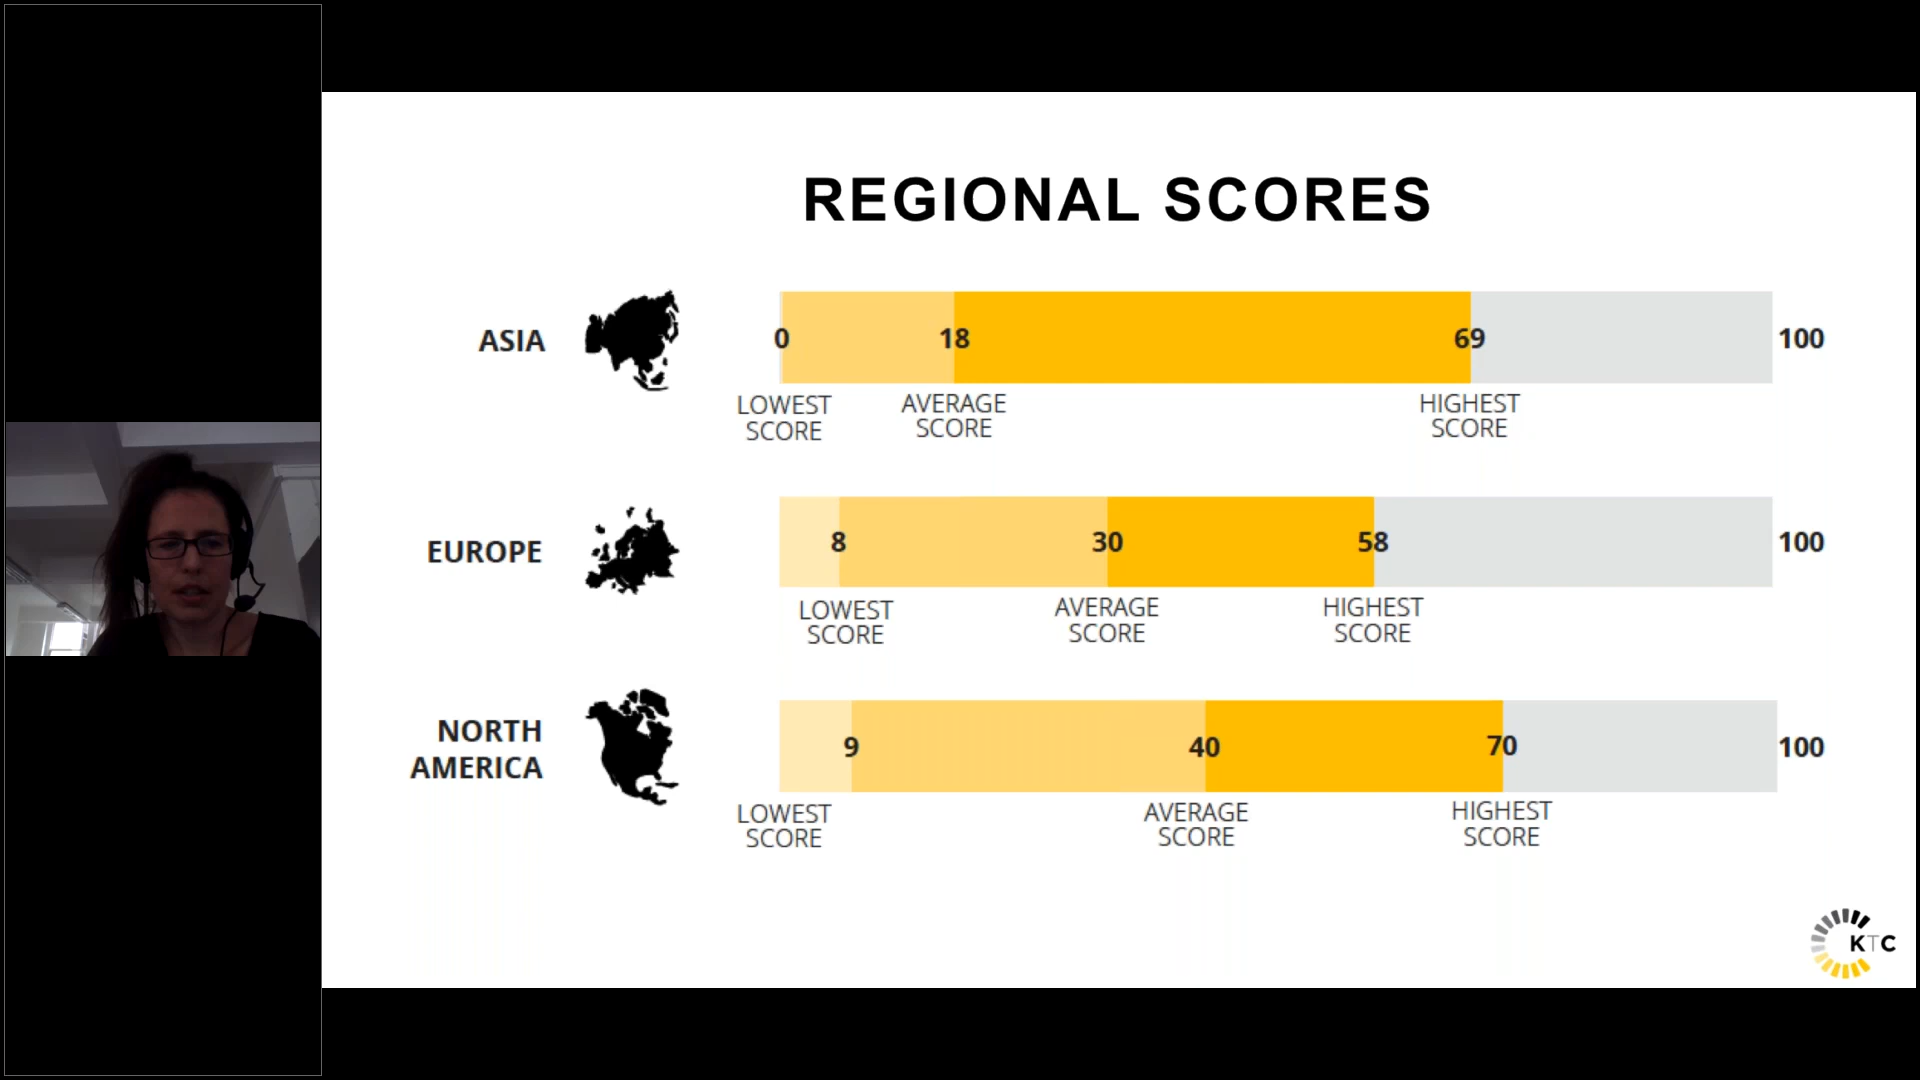 REGIONAL SCORES
ASIA
0
18
69
100
LOWEST
SCORE
AVERAGE
SCORE
HIGHEST
SCORE
EUROPE
8
30
58
100
LOWEST
SCORE
AVERAGE
SCORE
HIGHEST
SCORE
NORTH
AMERICA
9
40
70
100
LOWEST
SCORE
AVERAGE
SCORE
HIGHEST
SCORE
KTC